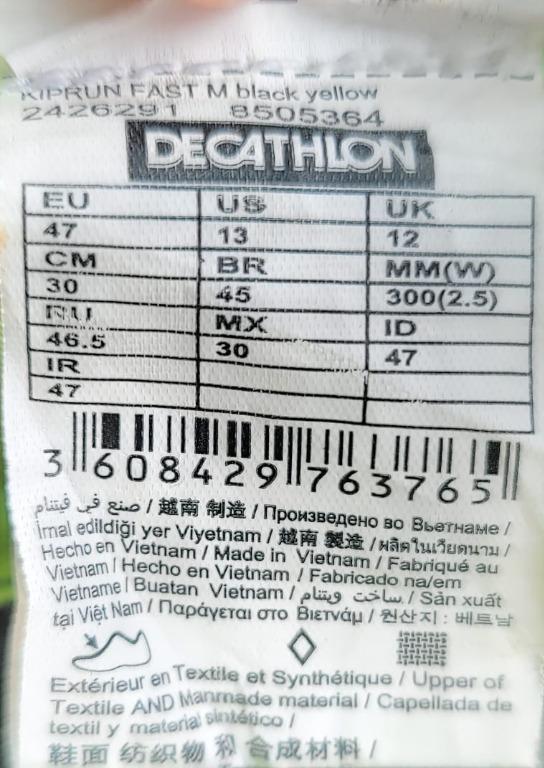 KIPRUN FAST M black yellow
2426291 8505364
DECATHLON
EU US UK
47 13 12
CM BR MM(W)
30 45 300(2.5)
RU MX ID
46.5 30 47
IR
47
3 608429 763765
صنع في فيتنام / 越南 制造 / Произведено во Вьетнаме /
İmal edildiği yer Viyetnam / 越南 製造 / ผลิตในเวียดนาม /
Hecho en Vietnam / Made in Vietnam / Fabriqué au
Vietnam / Hecho en Vietnam / Fabricado na/em
Vietname / Buatan Vietnam / ساخت ويتنام / Sản xuất
tại Việt Nam / Παράγεται στο Βιετνάμ / 원산지 : 베트남
Extérieur en Textile et Synthétique / Upper of
Textile AND Manmade material / Capellada de
textil y material sintético /
鞋面 纺织物 和 合成材料 /